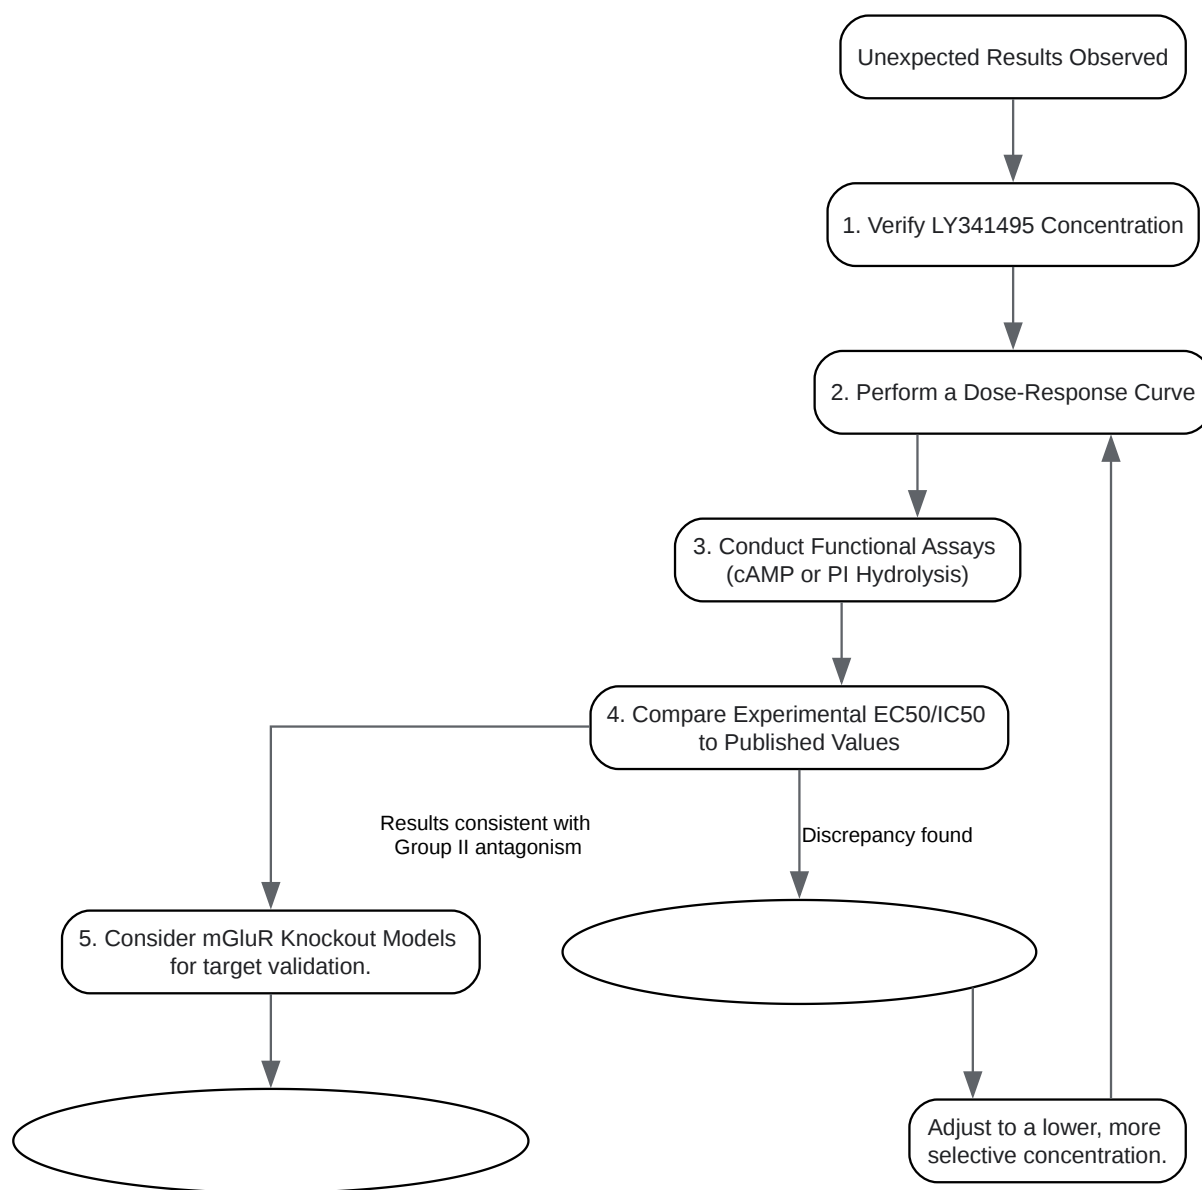 Unexpected Results Observed
1. Verify LY341495 Concentration
2. Perform a Dose-Response Curve
3. Conduct Functional Assays
(cAMP or PI Hydrolysis)
4. Compare Experimental EC50/IC50
to Published Values
Results consistent with
Group II antagonism
Discrepancy found
5. Consider mGluR Knockout Models
for target validation.
Adjust to a lower, more
selective concentration.